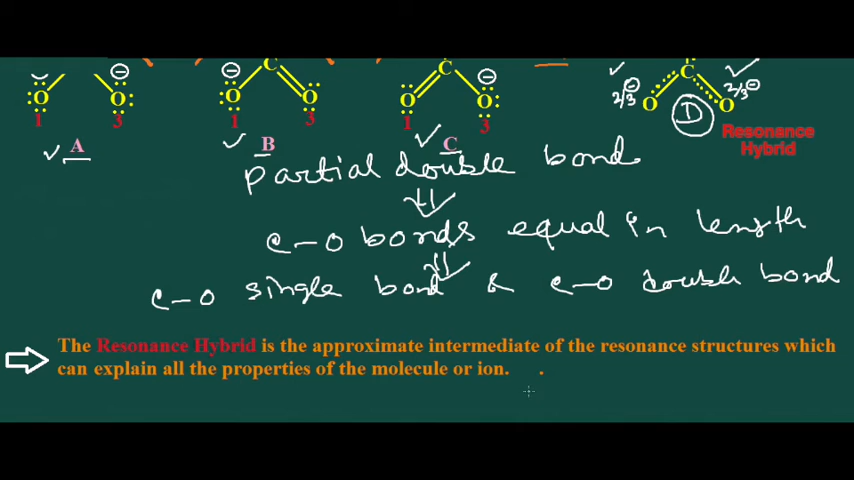 C C C
O O O O O O O O
2/3⊖ 2/3⊖
D
1 3 1 3 1 3
Resonance
Hybrid
A B C
partial double bond
C-O bonds equal in length
C-O single bond & C-O double bond
The Resonance Hybrid is the approximate intermediate of the resonance structures which
can explain all the properties of the molecule or ion. .